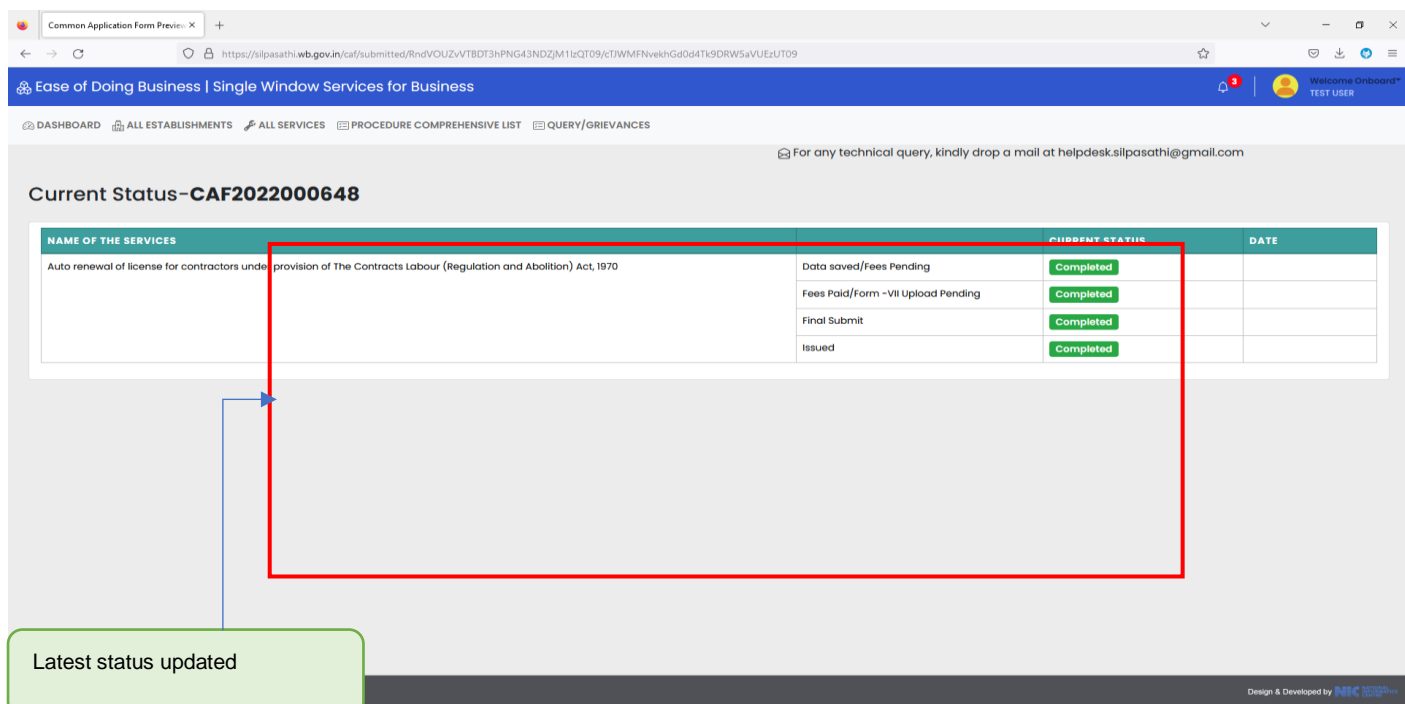 Common Application Form Preview
https://silpasathi.wb.gov.in/caf/submitted/RndVOUZvVTBDT3hPNG43NDZjM1IzQT09/cTJWMFNvekhGd0d4Tk9DRW5aVUEzUT09
Ease of Doing Business | Single Window Services for Business
3
Welcome Onboard"
TEST USER
DASHBOARD ALL ESTABLISHMENTS ALL SERVICES PROCEDURE COMPREHENSIVE LIST QUERY/GRIEVANCES
For any technical query, kindly drop a mail at helpdesk.silpasathi@gmail.com
Current Status-CAF2022000648
NAME OF THE SERVICES CURRENT STATUS DATE
Auto renewal of license for contractors under provision of The Contracts Labour (Regulation and Abolition) Act, 1970 Data saved/Fees Pending Completed
Fees Paid/Form -VII Upload Pending Completed
Final Submit Completed
Issued Completed
Latest status updated
Design & Developed by NIC